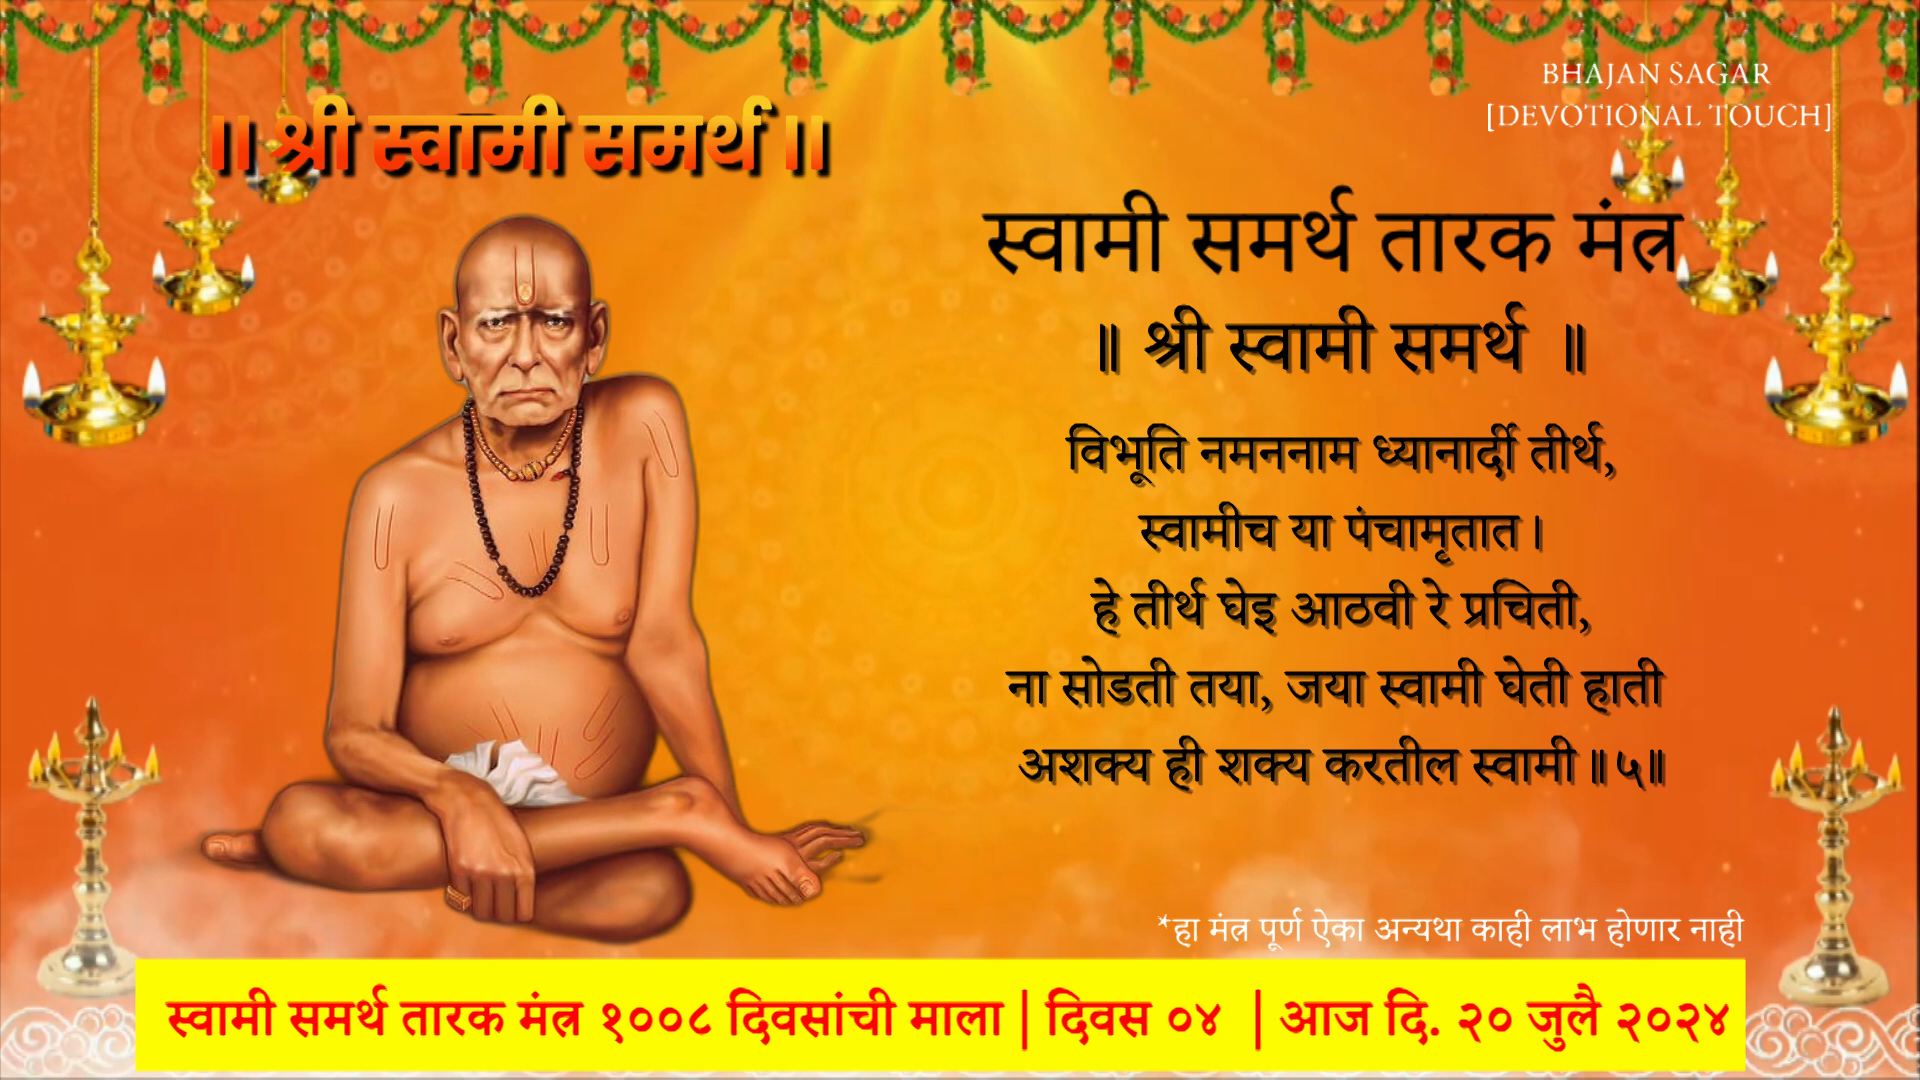 BHAJAN SAGAR
[DEVOTIONAL TOUCH]
।। श्री स्वामी समर्थ ।।
स्वामी समर्थ तारक मंत्र
॥ श्री स्वामी समर्थ ॥
विभूति नमननाम ध्यानार्दी तीर्थ,
स्वामीच या पंचामृतात।
हे तीर्थ घेइ आठवी रे प्रचिती,
ना सोडती तया, जया स्वामी घेती हाती
अशक्य ही शक्य करतील स्वामी॥५॥
*हा मंत्र पूर्ण ऐका अन्यथा काही लाभ होणार नाही
स्वामी समर्थ तारक मंत्र १००८ दिवसांची माला | दिवस ०४ | आज दि. २० जुलै २०२४